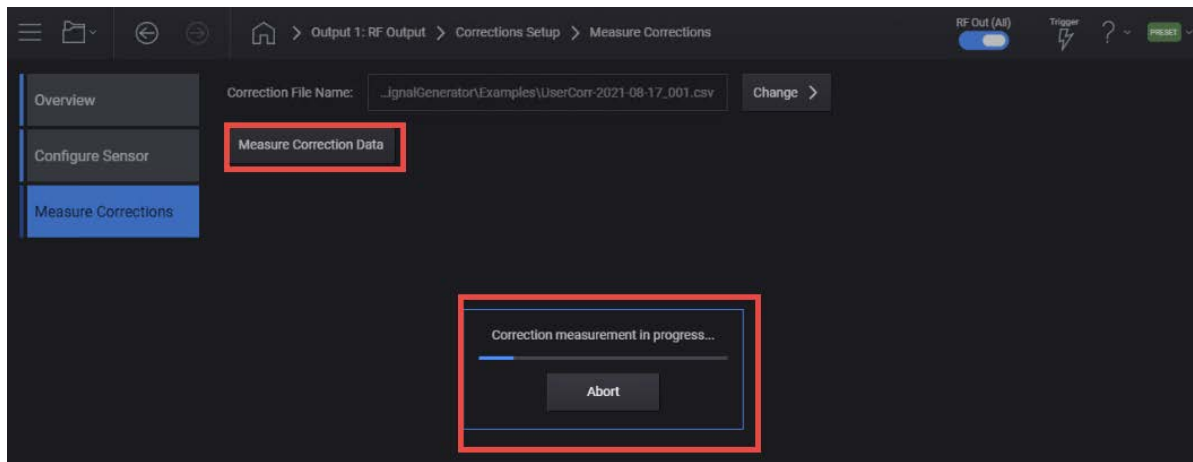 Output 1: RF Output > Corrections Setup > Measure Corrections
RF Out (All)
Trigger
?
PRESET
Overview
Configure Sensor
Measure Corrections
Correction File Name: ...ignalGenerator\Examples\UserCorr-2021-08-17_001.csv Change >
Measure Correction Data
Correction measurement in progress...
Abort